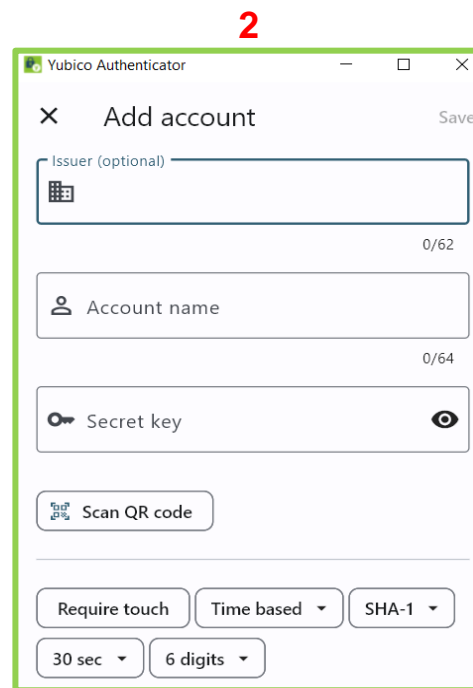 2
Yubico Authenticator
Add account
Save
Issuer (optional)
0/62
Account name
0/64
Secret key
Scan QR code
Require touch Time based SHA-1
30 sec 6 digits